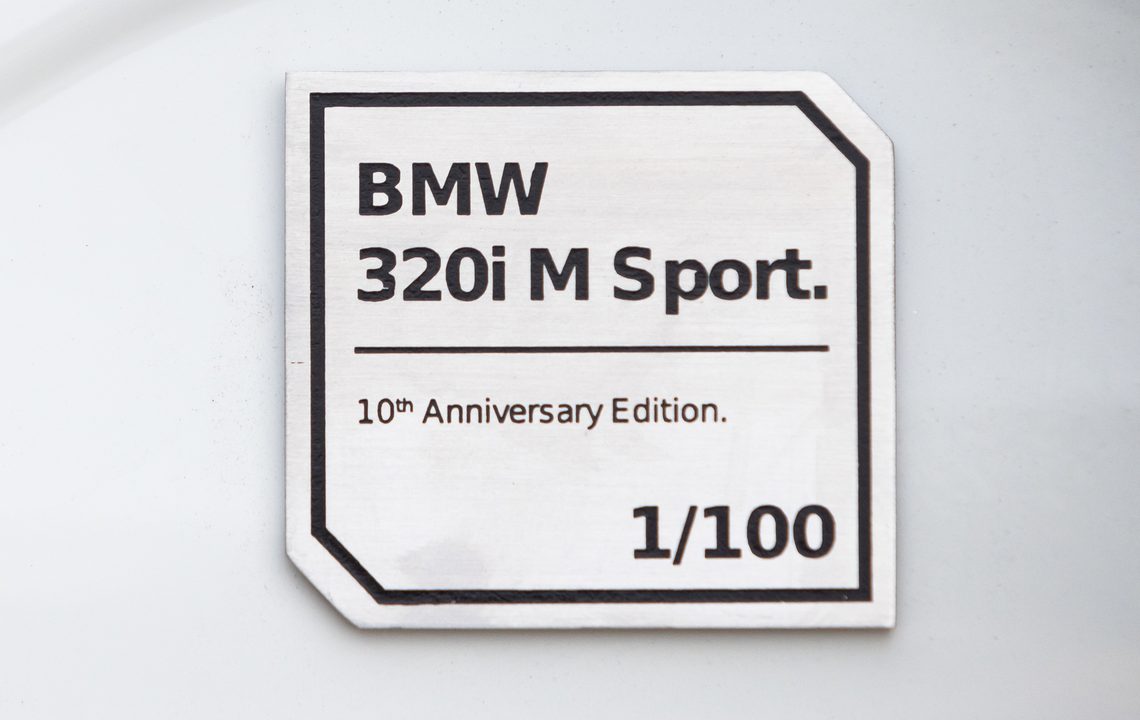 BMW
320i M Sport.
10th Anniversary Edition.
1/100